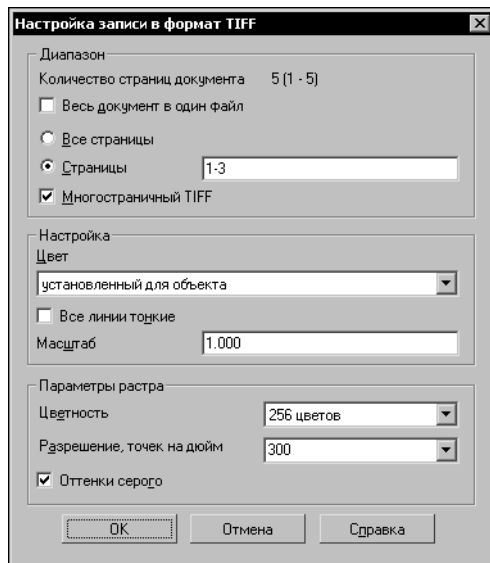 Настройка записи в формат TIFF
Диапазон
Количество страниц документа 5 (1 - 5)
Весь документ в один файл
Все страницы
Страницы 1-3
Многостраничный TIFF
Настройка
Цвет
установленный для объекта
Все линии тонкие
Масштаб 1.000
Параметры растра
Цветность 256 цветов
Разрешение, точек на дюйм 300
Оттенки серого
OK Отмена Справка